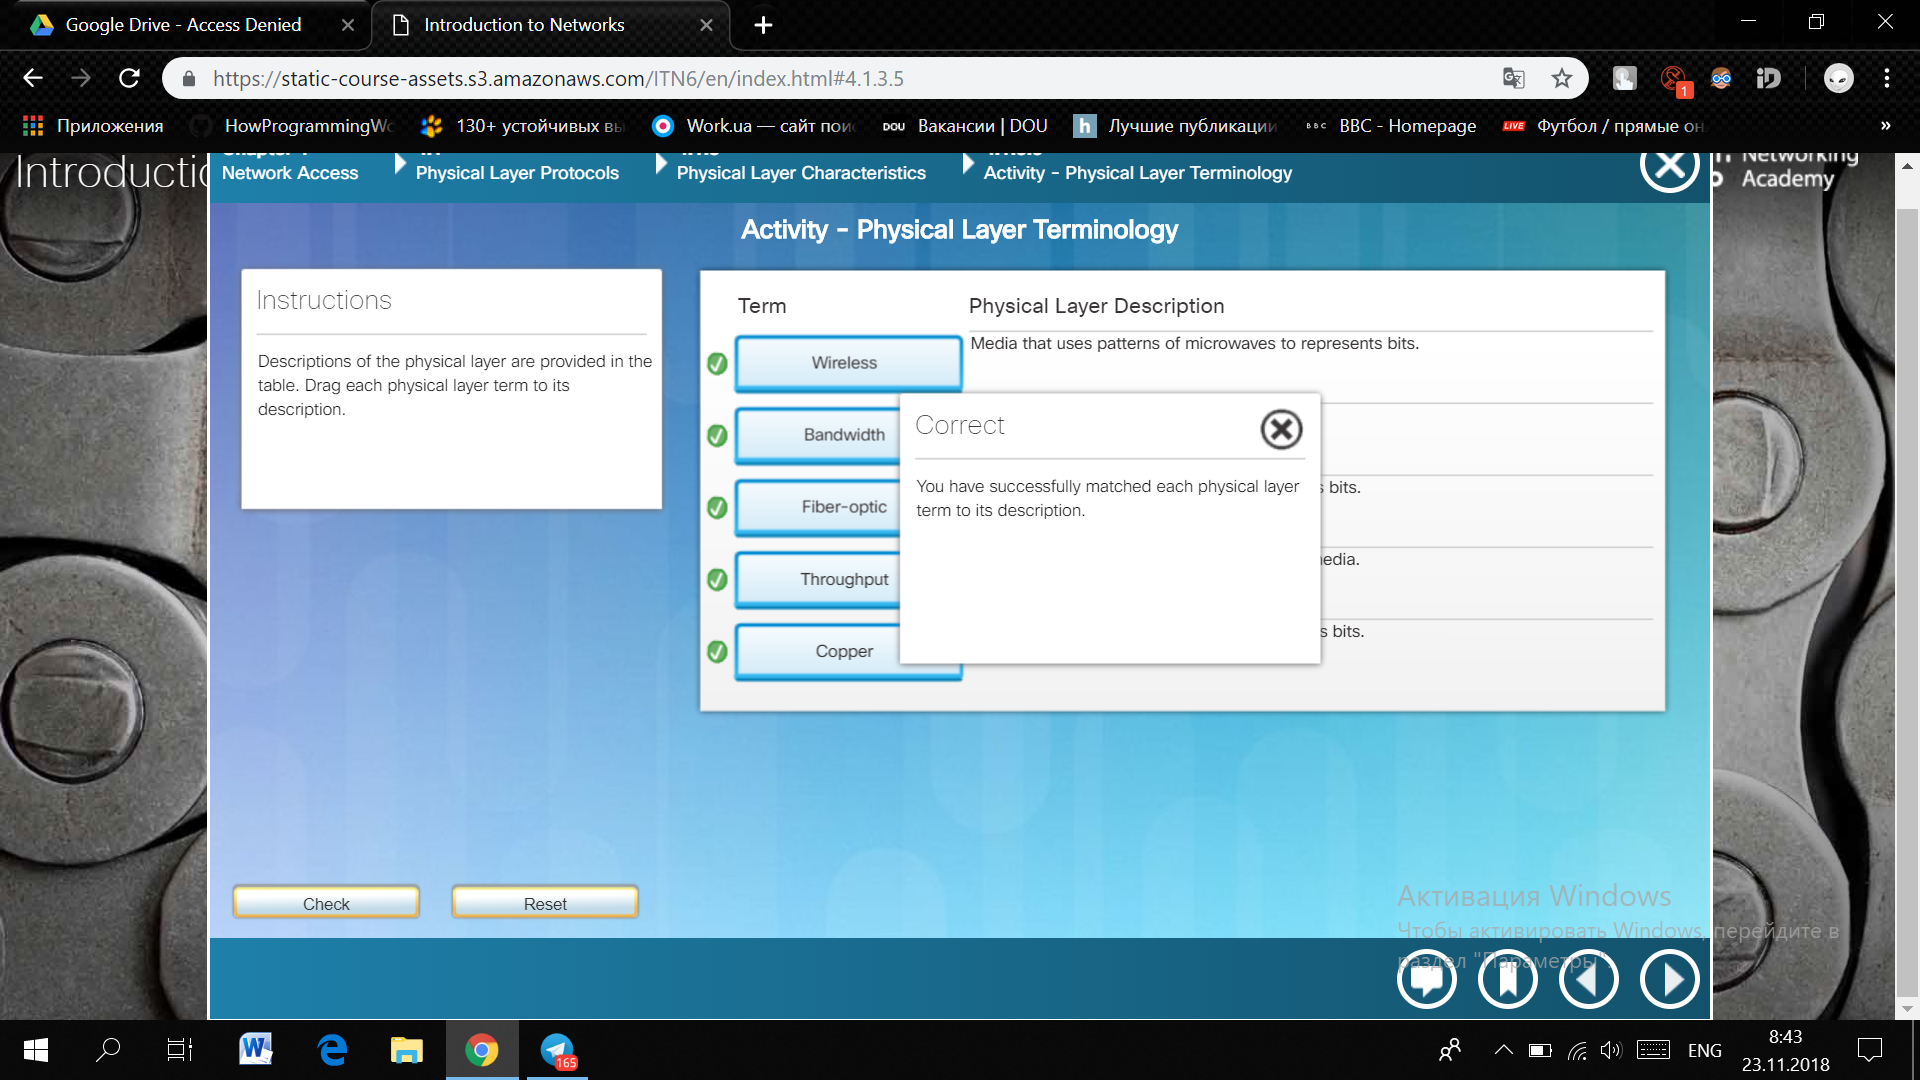 Google Drive - Access Denied
Introduction to Networks
https://static-course-assets.s3.amazonaws.com/ITN6/en/index.html#4.1.3.5
1
Приложения
HowProgrammingWo
130+ устойчивых вы
Work.ua — сайт пои
DOU Вакансии | DOU
h Лучшие публикации
BBC BBC - Homepage
LIVE Футбол / прямые он
»
Introductio
Network Access
Physical Layer Protocols
Physical Layer Characteristics
Activity - Physical Layer Terminology
Networking
Academy
Activity - Physical Layer Terminology
Instructions
Descriptions of the physical layer are provided in the
table. Drag each physical layer term to its
description.
Term
Physical Layer Description
Wireless
Media that uses patterns of microwaves to represents bits.
Bandwidth
Fiber-optic
s bits.
Throughput
edia.
Copper
s bits.
Correct
You have successfully matched each physical layer
term to its description.
Check
Reset
Активация Windows
Чтобы активировать Windows, перейдите в
раздел "Параметры".
165
ENG
8:43
23.11.2018